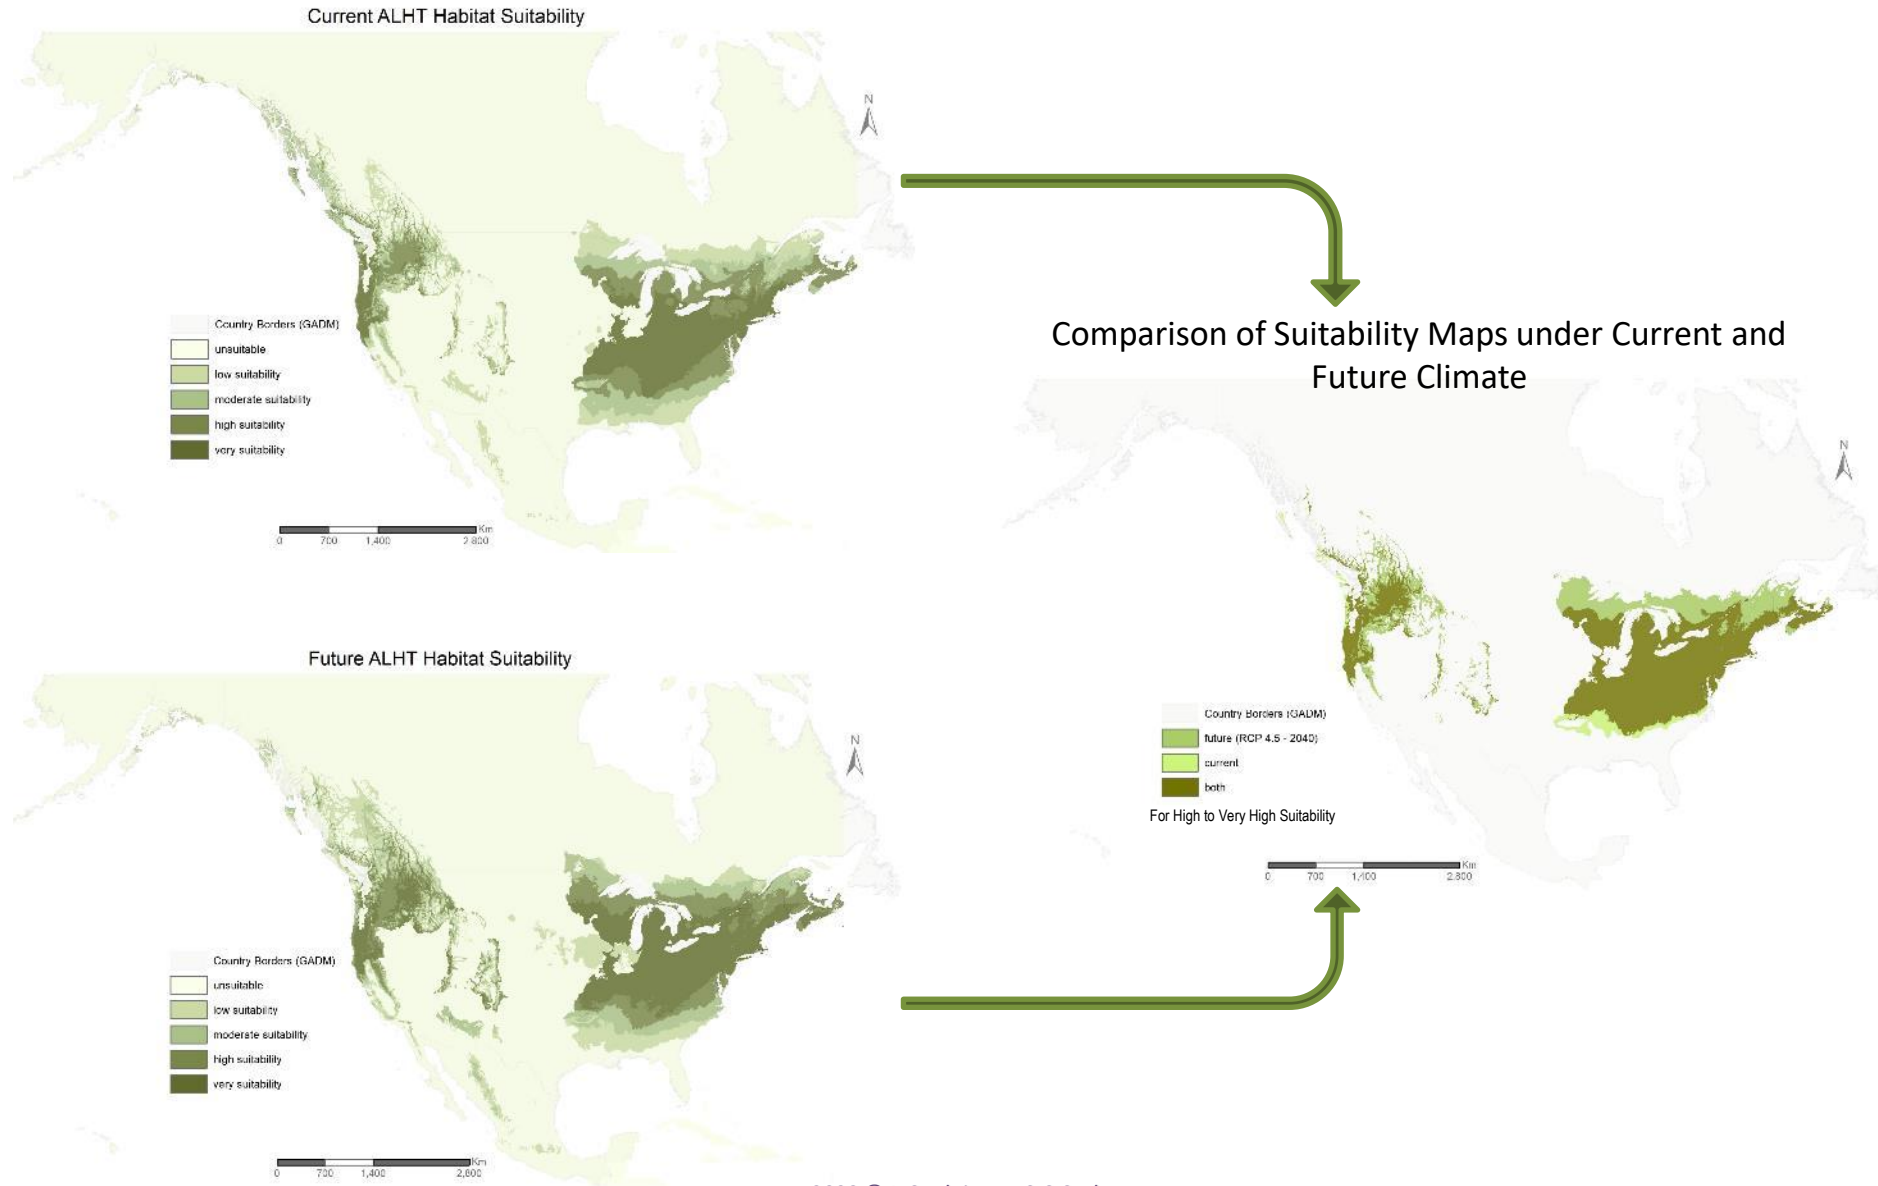 Current ALHT Habitat Suitability
N
Country Borders (GADM)
unsuitable
low suitability
moderate suitability
high suitability
very suitability
Km
0 700 1,400 2,800
Comparison of Suitability Maps under Current and
Future Climate
N
Country Borders (GADM)
future (RCP 4.5 - 2040)
current
both
For High to Very High Suitability
Km
0 700 1,400 2,800
Future ALHT Habitat Suitability
N
Country Borders (GADM)
unsuitable
low suitability
moderate suitability
high suitability
very suitability
Km
0 700 1,400 2,800